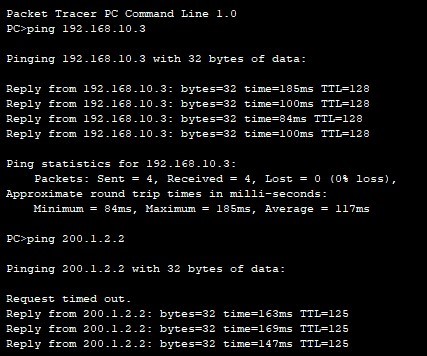 Packet Tracer PC Command Line 1.0
PC>ping 192.168.10.3
Pinging 192.168.10.3 with 32 bytes of data:
Reply from 192.168.10.3: bytes=32 time=185ms TTL=128
Reply from 192.168.10.3: bytes=32 time=100ms TTL=128
Reply from 192.168.10.3: bytes=32 time=84ms TTL=128
Reply from 192.168.10.3: bytes=32 time=100ms TTL=128
Ping statistics for 192.168.10.3:
Packets: Sent = 4, Received = 4, Lost = 0 (0% loss),
Approximate round trip times in milli-seconds:
Minimum = 84ms, Maximum = 185ms, Average = 117ms
PC>ping 200.1.2.2
Pinging 200.1.2.2 with 32 bytes of data:
Request timed out.
Reply from 200.1.2.2: bytes=32 time=163ms TTL=125
Reply from 200.1.2.2: bytes=32 time=169ms TTL=125
Reply from 200.1.2.2: bytes=32 time=147ms TTL=125